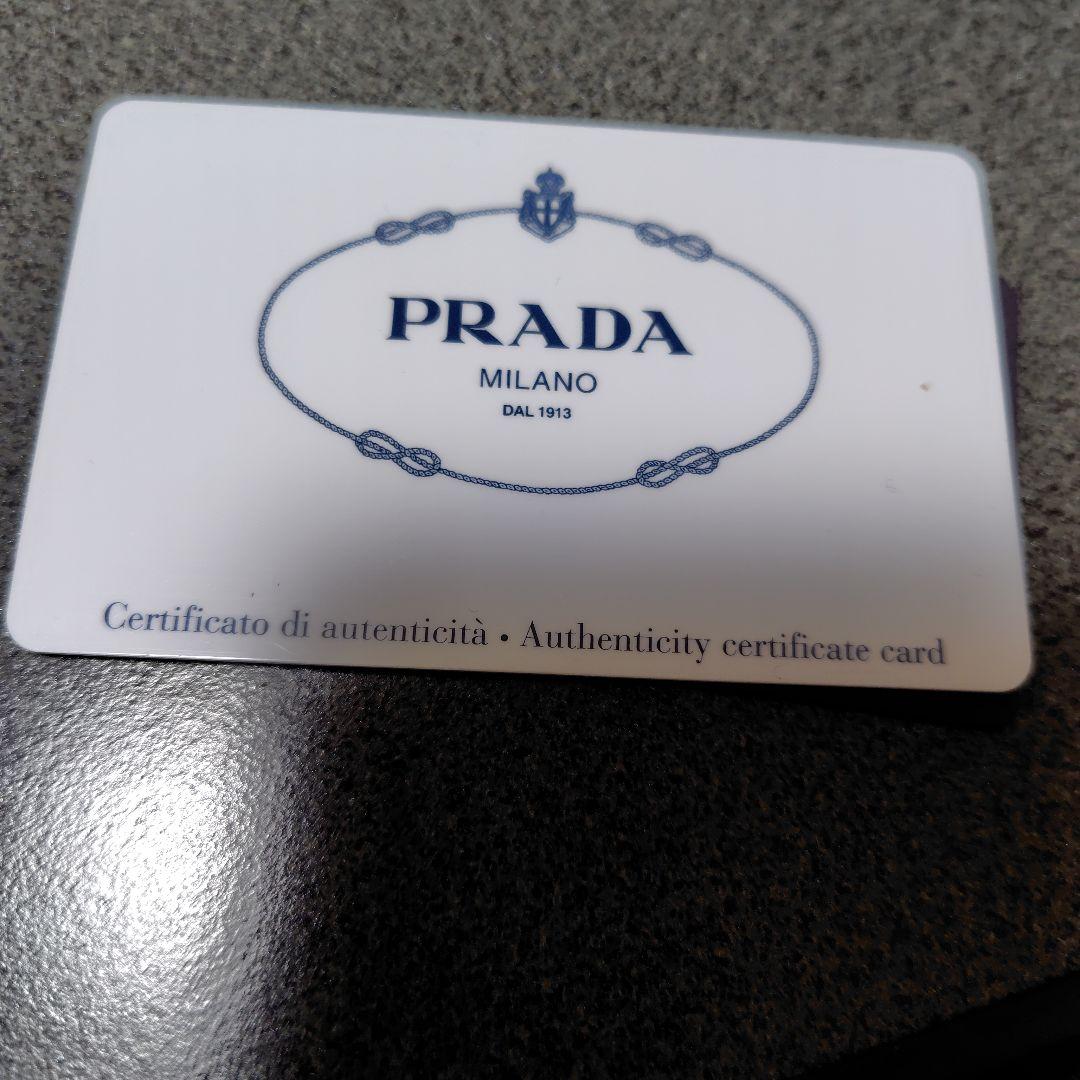 PRADA
MILANO
DAL 1913
Certificato di autenticità • Authenticity certificate card